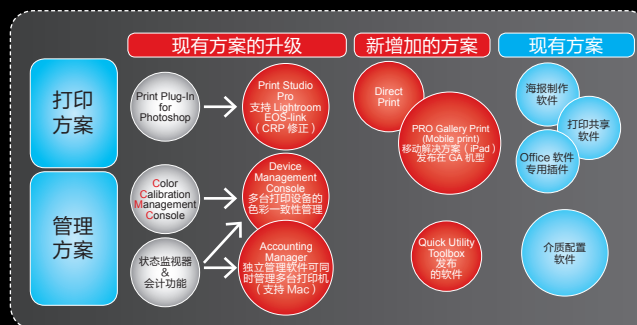 现有方案的升级
新增加的方案
现有方案
打印
方案
Print Plug-In
for
Photoshop
Print Studio
Pro
支持 Lightroom
EOS-link
（CRP 修正）
Direct
Print
PRO Gallery Print
(Mobile print)
移动解决方案（iPad）
发布在 GA 机型
海报制作
软件
打印共享
软件
Office 软件
专用插件
管理
方案
Color
Calibration
Management
Console
Device
Management
Console
多台打印设备的
色彩一致性管理
状态监视器
&
会计功能
Accounting
Manager
独立管理软件可同
时管理多台打印机
（支持 Mac）
Quick Utility
Toolbox
发布
的软件
介质配置
软件